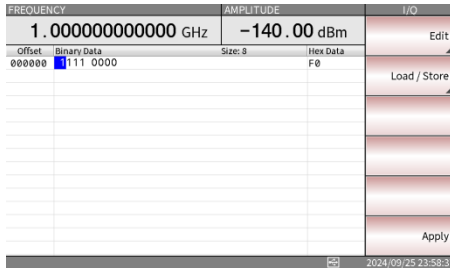 FREQUENCY AMPLITUDE I/Q
1.000000000000 GHz -140.00 dBm
Edit
Offset Binary Data Size: 8 Hex Data
000000 1111 0000 F0
Load / Store
Apply
2024/09/25 23:58:3